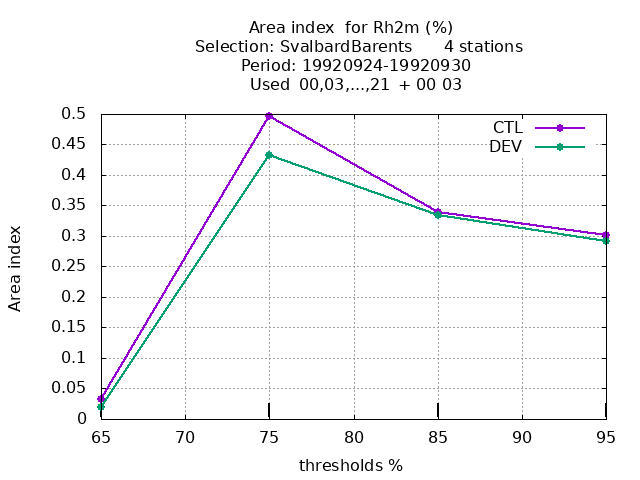 Area index  for Rh2m (%)
Selection: SvalbardBarents      4 stations
Period: 19920924-19920930
Used  00,03,...,21  + 00 03
CTL
DEV
0.5
0.45
0.4
0.35
0.3
0.25
0.2
0.15
0.1
0.05
0
Area index
65 70 75 80 85 90 95
thresholds %